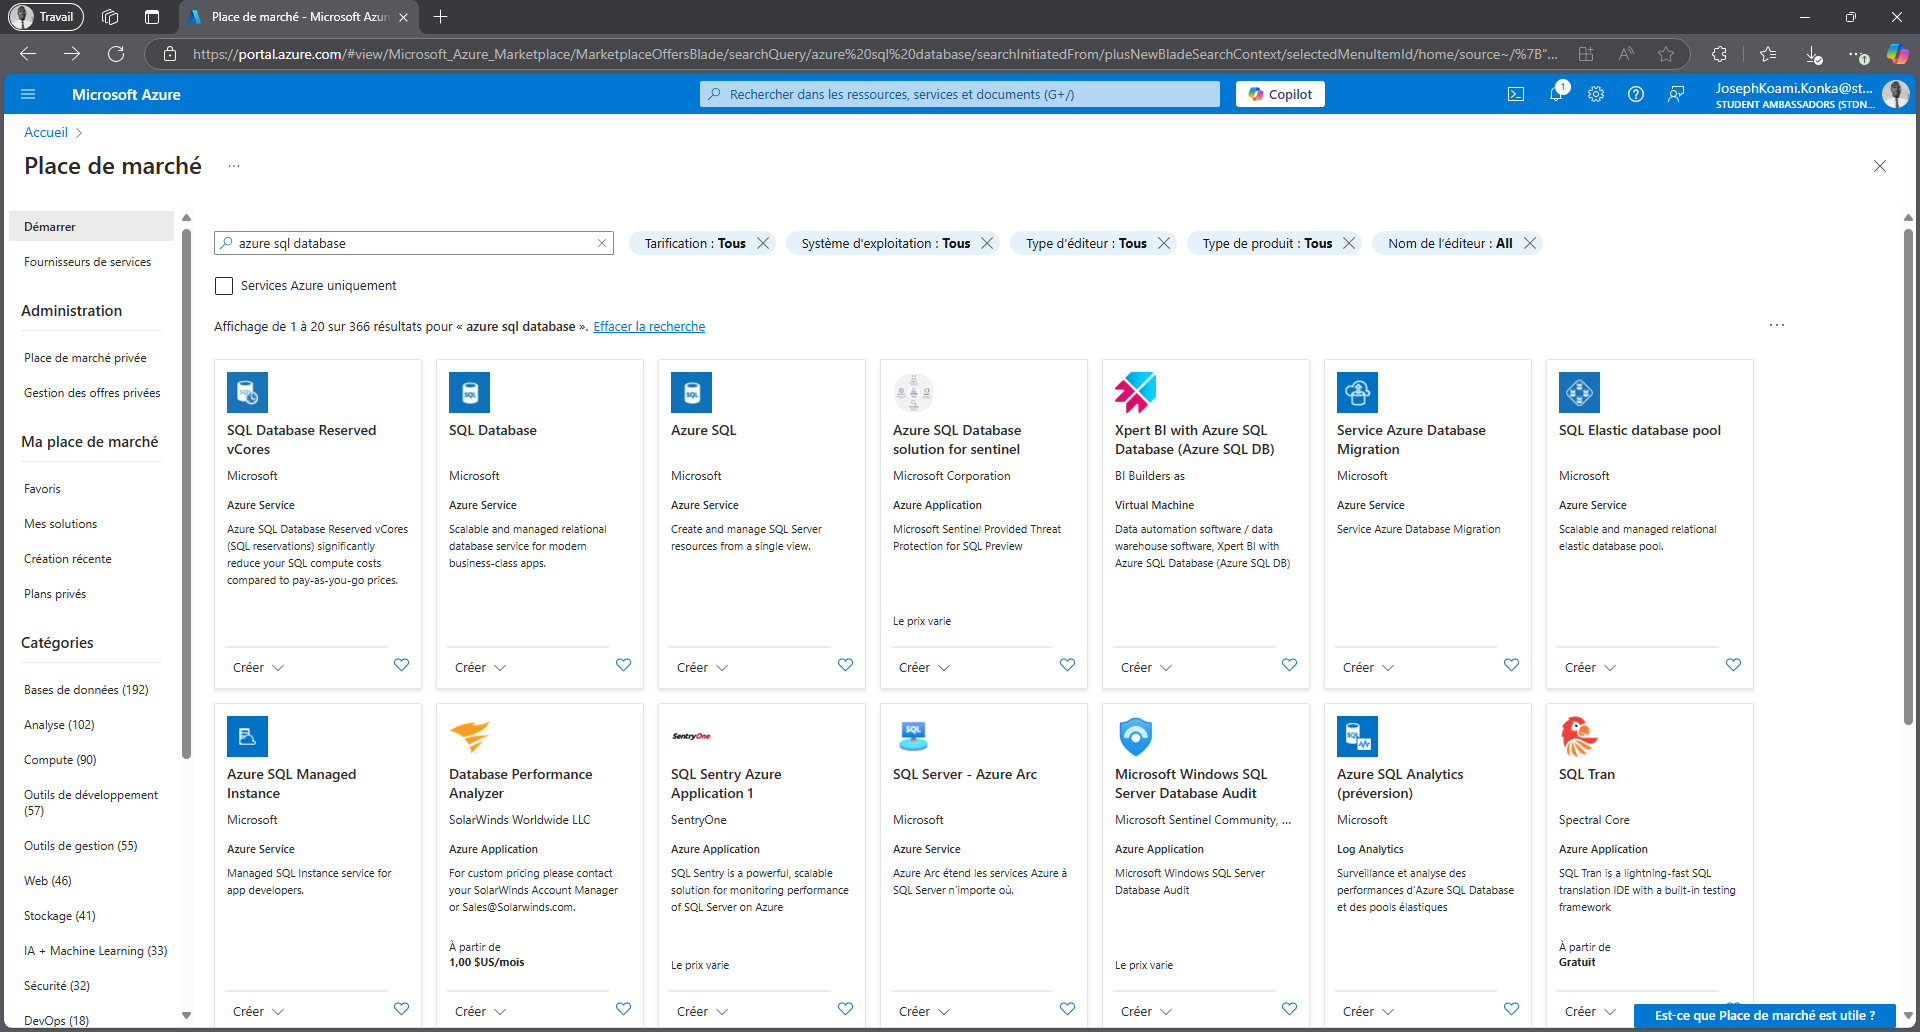 Travail
Place de marché - Microsoft Azur
https://portal.azure.com/#view/Microsoft_Azure_Marketplace/MarketplaceOffersBlade/searchQuery/azure%20sql%20database/searchInitiatedFrom/plusNewBladeSearchContext/selectedMenuItemId/home/source~/%7B"...
Microsoft Azure
Rechercher dans les ressources, services et documents (G+/)
Copilot
1
JosephKoami.Konka@st...
STUDENT AMBASSADORS (STDN...
Accueil
Place de marché
Démarrer
Fournisseurs de services
Administration
Place de marché privée
Gestion des offres privées
Ma place de marché
Favoris
Mes solutions
Création récente
Plans privés
Catégories
Bases de données (192)
Analyse (102)
Compute (90)
Outils de développement
(57)
Outils de gestion (55)
Web (46)
Stockage (41)
IA + Machine Learning (33)
Sécurité (32)
DevOps (18)
azure sql database
Tarification : Tous
Système d'exploitation : Tous
Type d'éditeur : Tous
Type de produit : Tous
Nom de l'éditeur : All
Services Azure uniquement
Affichage de 1 à 20 sur 366 résultats pour « azure sql database ». Effacer la recherche
SQL Database Reserved
vCores
Microsoft
Azure Service
Azure SQL Database Reserved vCores
(SQL reservations) significantly
reduce your SQL compute costs
compared to pay-as-you-go prices.
Créer
SQL
SQL Database
Microsoft
Azure Service
Scalable and managed relational
database service for modern
business-class apps.
Créer
SQL
Azure SQL
Microsoft
Azure Service
Create and manage SQL Server
resources from a single view.
Créer
Azure SQL Database
solution for sentinel
Microsoft Corporation
Azure Application
Microsoft Sentinel Provided Threat
Protection for SQL Preview
Le prix varie
Créer
Xpert BI with Azure SQL
Database (Azure SQL DB)
BI Builders as
Virtual Machine
Data automation software / data
warehouse software, Xpert BI with
Azure SQL Database (Azure SQL DB)
Créer
Service Azure Database
Migration
Microsoft
Azure Service
Service Azure Database Migration
Créer
SQL Elastic database pool
Microsoft
Azure Service
Scalable and managed relational
elastic database pool.
Créer
Azure SQL Managed
Instance
Microsoft
Azure Service
Managed SQL Instance service for
app developers.
Créer
Database Performance
Analyzer
SolarWinds Worldwide LLC
Azure Application
For custom pricing please contact
your SolarWinds Account Manager
or Sales@Solarwinds.com.
À partir de
1,00 $US/mois
Créer
SentryOne.
SQL Sentry Azure
Application 1
SentryOne
Azure Application
SQL Sentry is a powerful, scalable
solution for monitoring performance
of SQL Server on Azure
Le prix varie
Créer
SQL
SQL Server - Azure Arc
Microsoft
Azure Service
Azure Arc étend les services Azure à
SQL Server n'importe où.
Créer
Microsoft Windows SQL
Server Database Audit
Microsoft Sentinel Community, ...
Azure Application
Microsoft Windows SQL Server
Database Audit
Le prix varie
Créer
Azure SQL Analytics
(préversion)
Microsoft
Log Analytics
Surveillance et analyse des
performances d'Azure SQL Database
et des pools élastiques
Créer
SQL Tran
Spectral Core
Azure Application
SQL Tran is a lightning-fast SQL
translation IDE with a built-in testing
framework
À partir de
Gratuit
Créer
Est-ce que Place de marché est utile ?